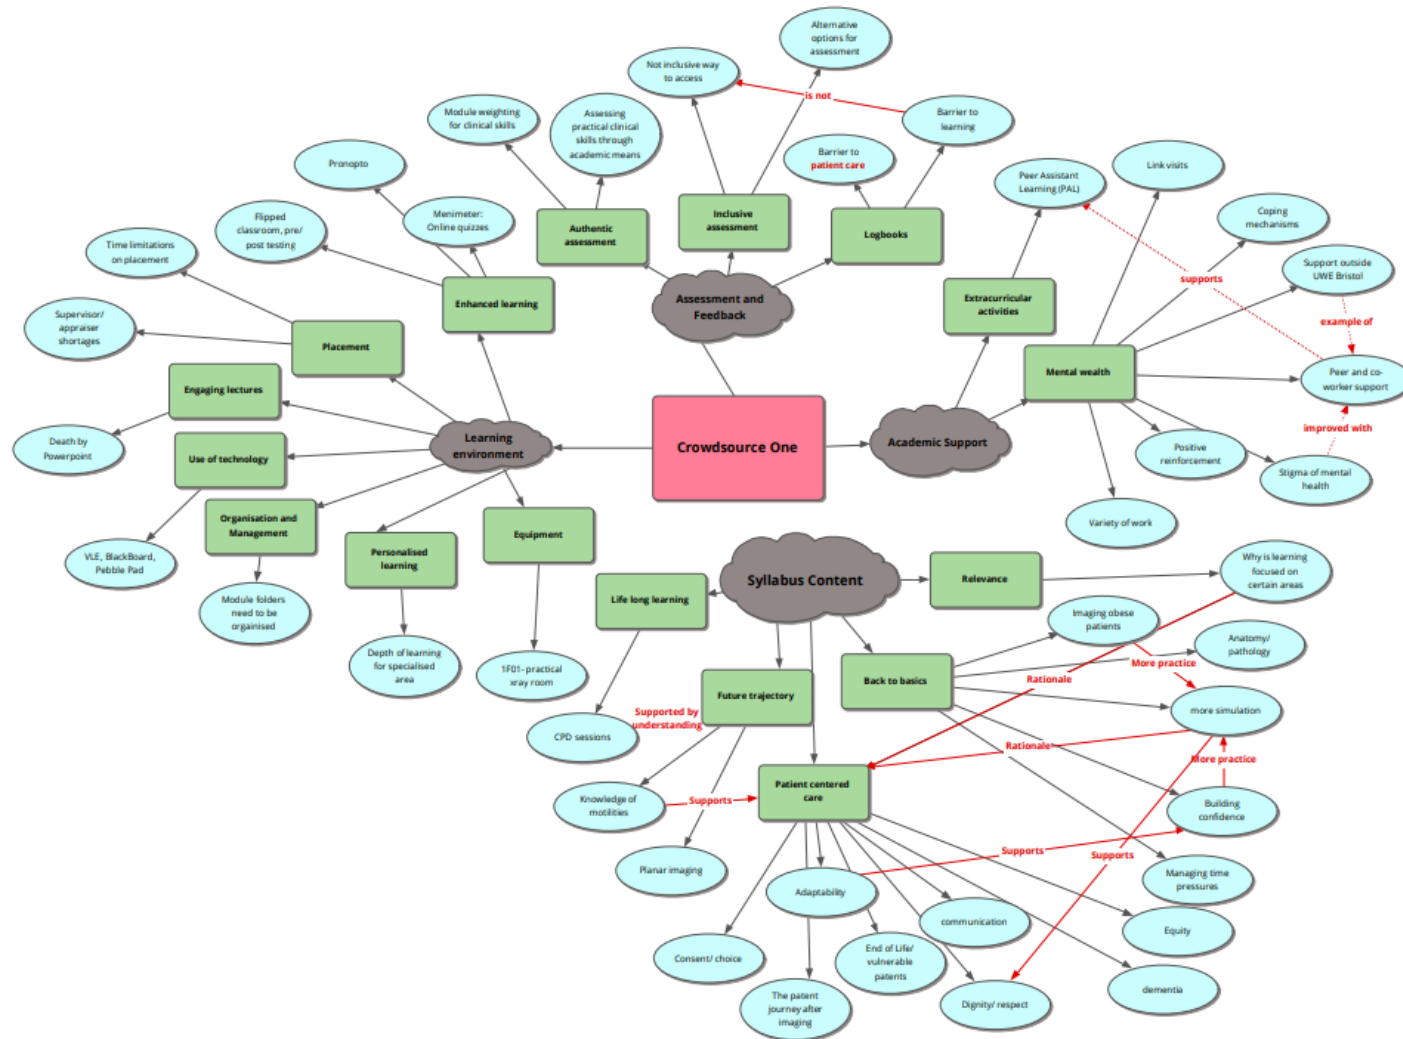 Alternative
options for
assessment
Not inclusive way
to access
is not
Module weighting
for clinical skills
Assessing
practical clinical
skills through
academic means
Barrier to
learning
Barrier to
patient care
Pronopto
Peer Assistant
Learning (PAL)
Link visits
Flipped
classroom, pre/
post testing
Menimeter:
Online quizzes
Authentic
assessment
Inclusive
assessment
Logbooks
Coping
mechanisms
Time limitations
on placement
Support outside
UWE Bristol
supports
Enhanced learning
Assessment and
Feedback
Extracurricular
activities
example of
Supervisor/
appraiser
shortages
Placement
Mental wealth
Peer and co-
worker support
Engaging lectures
improved with
Death by
Powerpoint
Use of technology
Learning
environment
Crowdsource One
Academic Support
Positive
reinforcement
Stigma of mental
health
Variety of work
Organisation and
Management
Equipment
VLE, BlackBoard,
Pebble Pad
Personalised
learning
Syllabus Content
Relevance
Why is learning
focused on
certain areas
Module folders
need to be
orgainised
Life long learning
Imaging obese
patients
Anatomy/
pathology
Depth of learning
for specialised
area
1F01- practical
xray room
More practice
Rationale
Back to basics
Future trajectory
Supported by
understanding
more simulation
CPD sessions
Rationale
More practice
Patient centered
care
Knowledge of
motilities
Supports
Building
confidence
Supports
Supports
Planar imaging
Adaptability
Managing time
pressures
communication
Equity
Consent/ choice
End of Life/
vulnerable
patents
dementia
The patent
journey after
imaging
Dignity/ respect